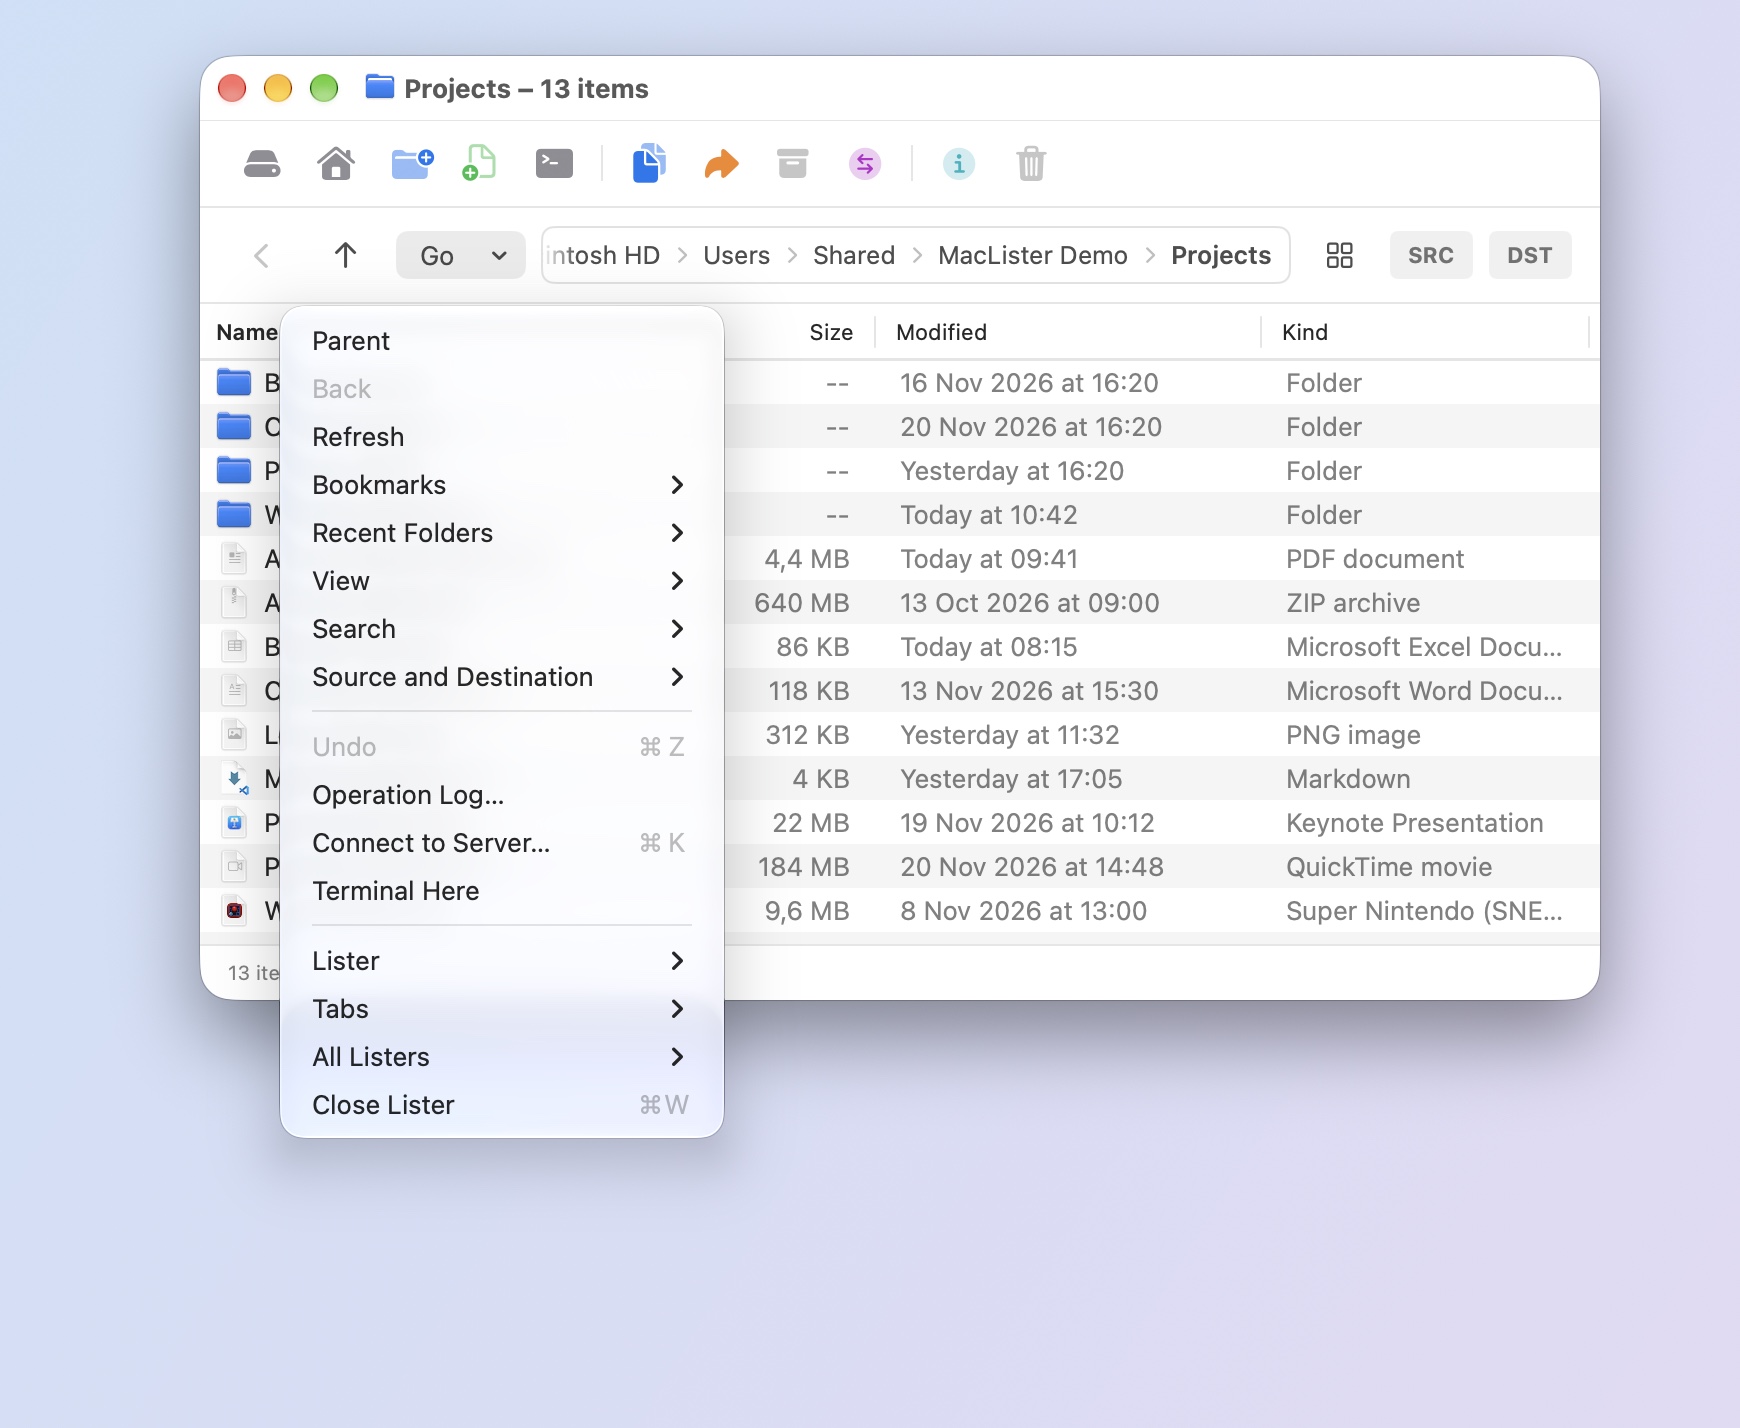 Projects – 13 items
Go intosh HD Users Shared MacLister Demo Projects SRC DST
Name Size Modified Kind
B -- 16 Nov 2026 at 16:20 Folder
C -- 20 Nov 2026 at 16:20 Folder
P -- Yesterday at 16:20 Folder
W -- Today at 10:42 Folder
A 4,4 MB Today at 09:41 PDF document
A 640 MB 13 Oct 2026 at 09:00 ZIP archive
B 86 KB Today at 08:15 Microsoft Excel Docu...
C 118 KB 13 Nov 2026 at 15:30 Microsoft Word Docu...
L 312 KB Yesterday at 11:32 PNG image
M 4 KB Yesterday at 17:05 Markdown
P 22 MB 19 Nov 2026 at 10:12 Keynote Presentation
P 184 MB 20 Nov 2026 at 14:48 QuickTime movie
W 9,6 MB 8 Nov 2026 at 13:00 Super Nintendo (SNE...
13 ite
Parent
Back
Refresh
Bookmarks
Recent Folders
View
Search
Source and Destination
Undo ⌘ Z
Operation Log...
Connect to Server... ⌘ K
Terminal Here
Lister
Tabs
All Listers
Close Lister ⌘W